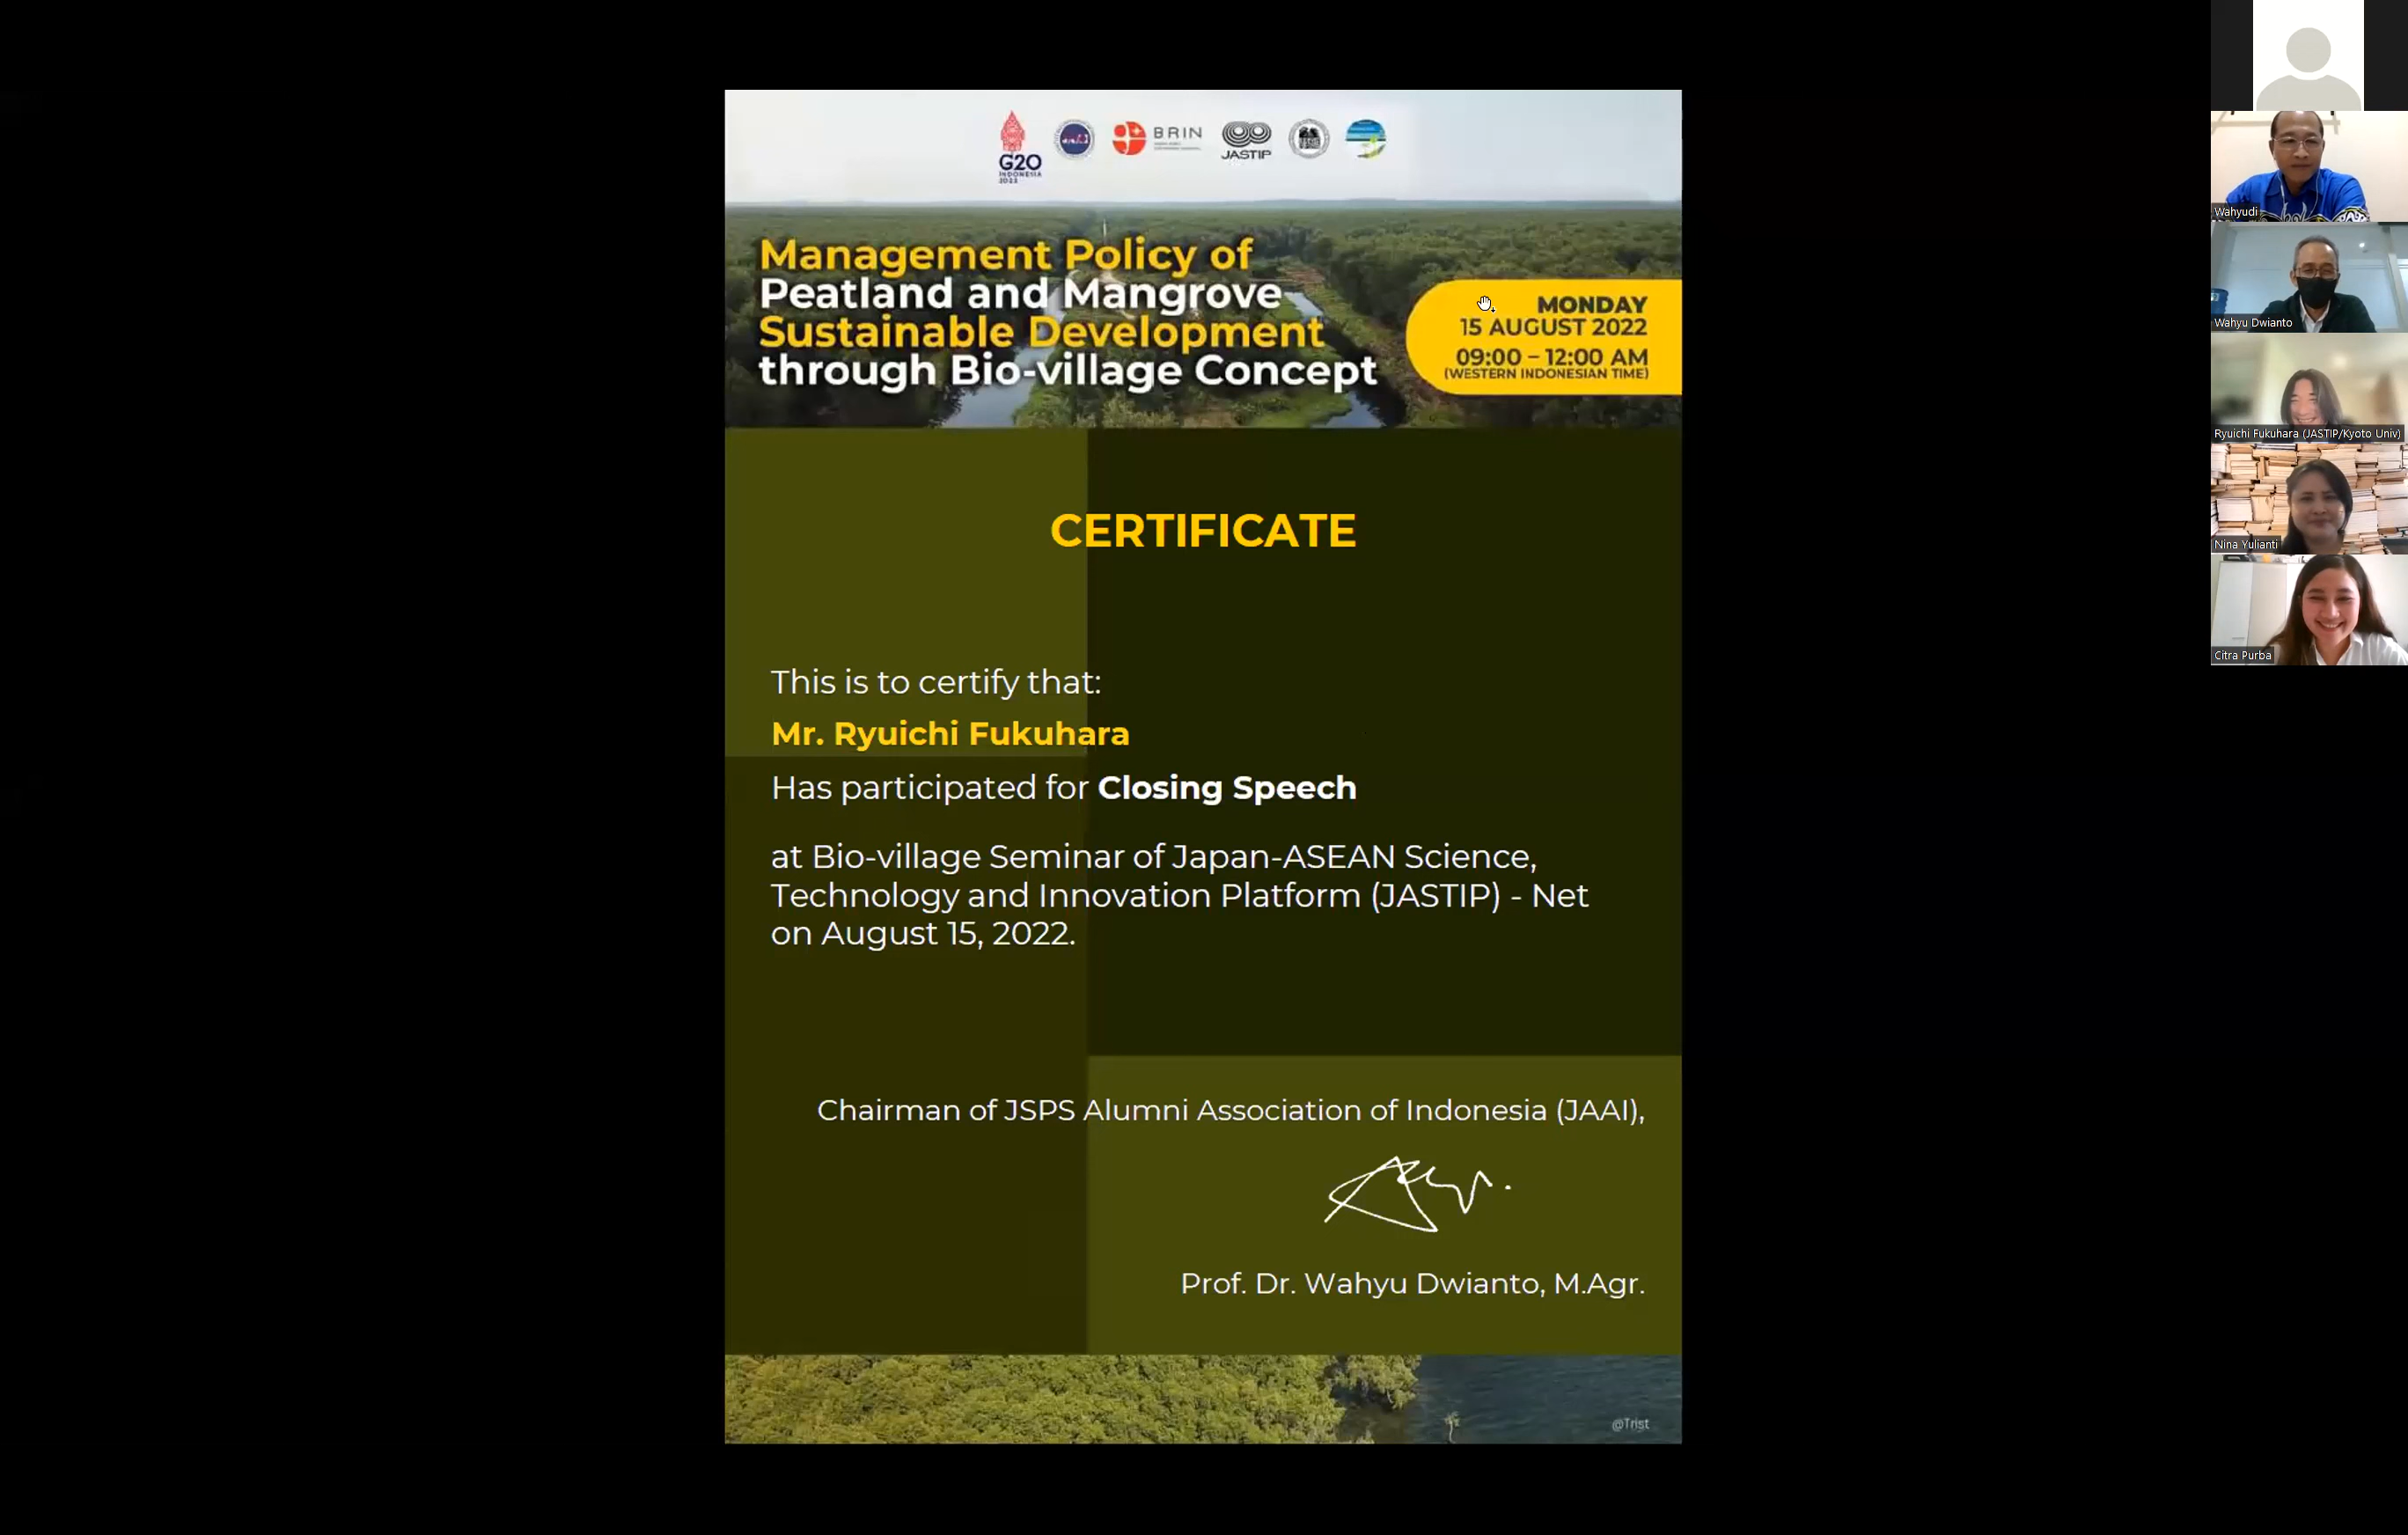 G20
INDONESIA
2022
BRIN
JASTIP
Management Policy of
Peatland and Mangrove
Sustainable Development
through Bio-village Concept
MONDAY
15 AUGUST 2022
09:00 – 12:00 AM
(WESTERN INDONESIAN TIME)
CERTIFICATE
This is to certify that:
Mr. Ryuichi Fukuhara
Has participated for Closing Speech
at Bio-village Seminar of Japan-ASEAN Science,
Technology and Innovation Platform (JASTIP) - Net
on August 15, 2022.
Chairman of JSPS Alumni Association of Indonesia (JAAI),
Prof. Dr. Wahyu Dwianto, M.Agr.
@Trist
Wahyudi
Wahyu Dwianto
Ryuichi Fukuhara (JASTIP/Kyoto Univ)
Nina Yulianti
Citra Purba